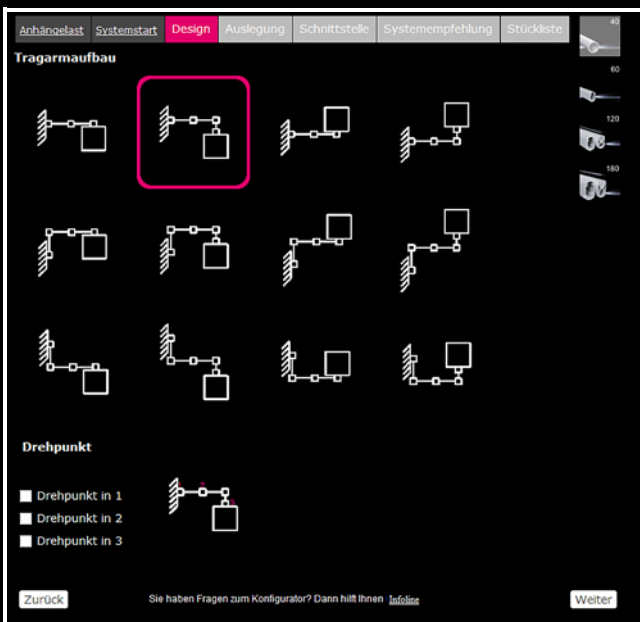 Anhängelast Systemstart Design Auslegung Schnittstelle Systemempfehlung Stückliste
40
Tragarmaufbau
60
120
180
Drehpunkt
Drehpunkt in 1
Drehpunkt in 2
Drehpunkt in 3
Zurück Sie haben Fragen zum Konfigurator? Dann hilft Ihnen Infoline Weiter